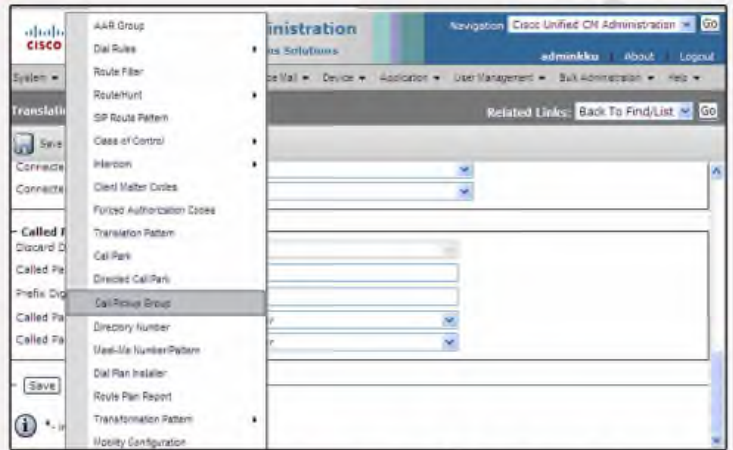 inistration
Navigation Cisco Unified CM Administration GO
CISCO
ns Solutions
adminkku About Logout
System
ce Mail Device Application User Management Bulk Administration Help
Translati
Related Links: Back To Find/List Go
Save
Connecte
Connecte
Called P
Discard D
Called Pa
Prefix Dig
Called Pa
Called Pa
Save
i *- in
AAR Group
Dial Rules
Route Filter
Route/Hunt
SIP Route Pattern
Class of Control
Intercom
Client Matter Codes
Forced Authorization Codes
Translation Pattern
Call Park
Directed Call Park
Call Pickup Group
Directory Number
Meet-Me Number/Pattern
Dial Plan Installer
Route Plan Report
Transformation Pattern
Mobility Configuration